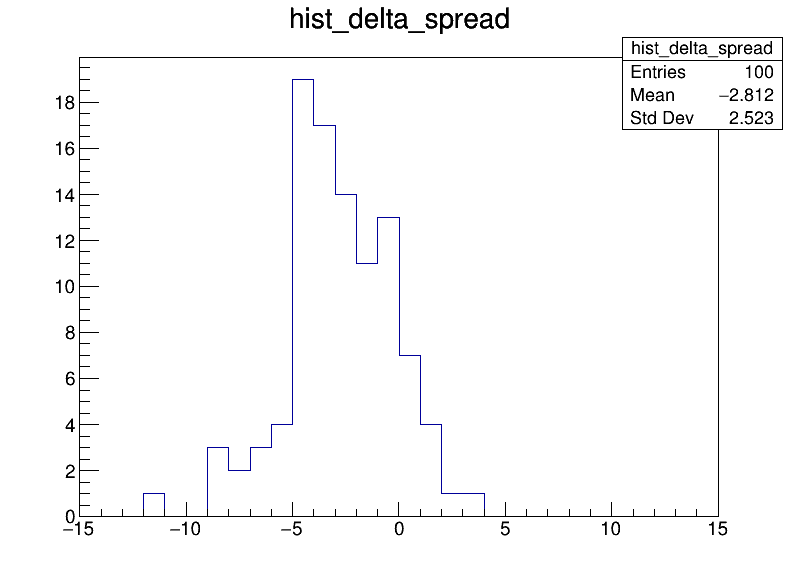 hist_delta_spread
hist_delta_spread
Entries 100
Mean −2.812
Std Dev 2.523
18
16
14
12
10
8
6
4
2
0
−15 −10 −5 0 5 10 15